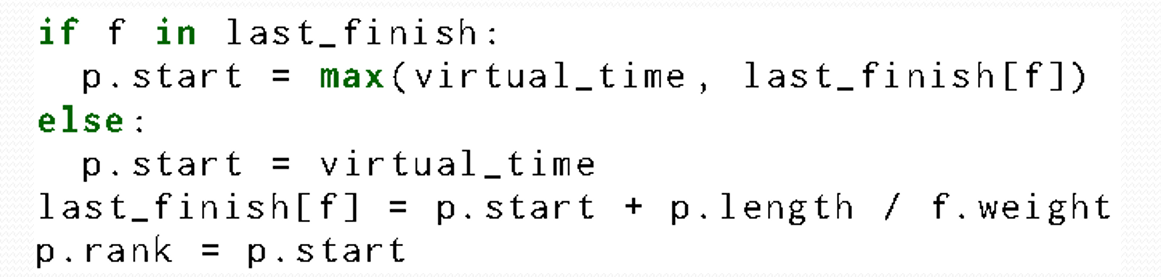 if f in last_finish:
  p.start = max(virtual_time, last_finish[f])
else:
  p.start = virtual_time
last_finish[f] = p.start + p.length / f.weight
p.rank = p.start